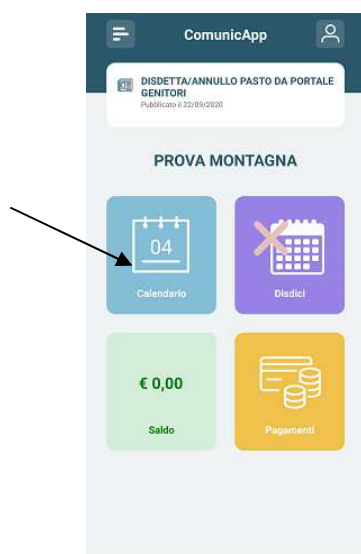 ComunicApp
DISDETTA/ANNULLO PASTO DA PORTALE
GENITORI
Pubblicato il 22/09/2020
PROVA MONTAGNA
04
Calendario
Disdici
€ 0,00
Saldo
Pagamenti